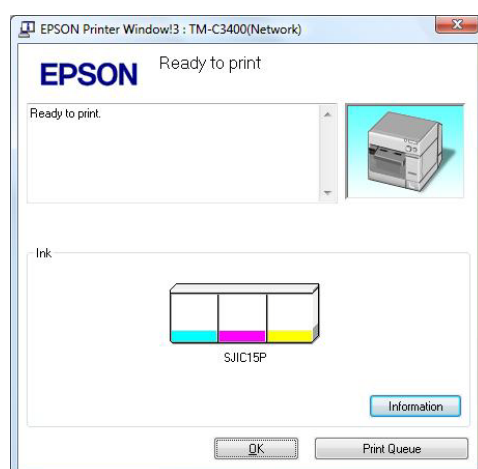 EPSON Printer Window!3 : TM-C3400(Network)
EPSON
Ready to print
Ready to print.
Ink
SJIC15P
Information
OK
Print Queue